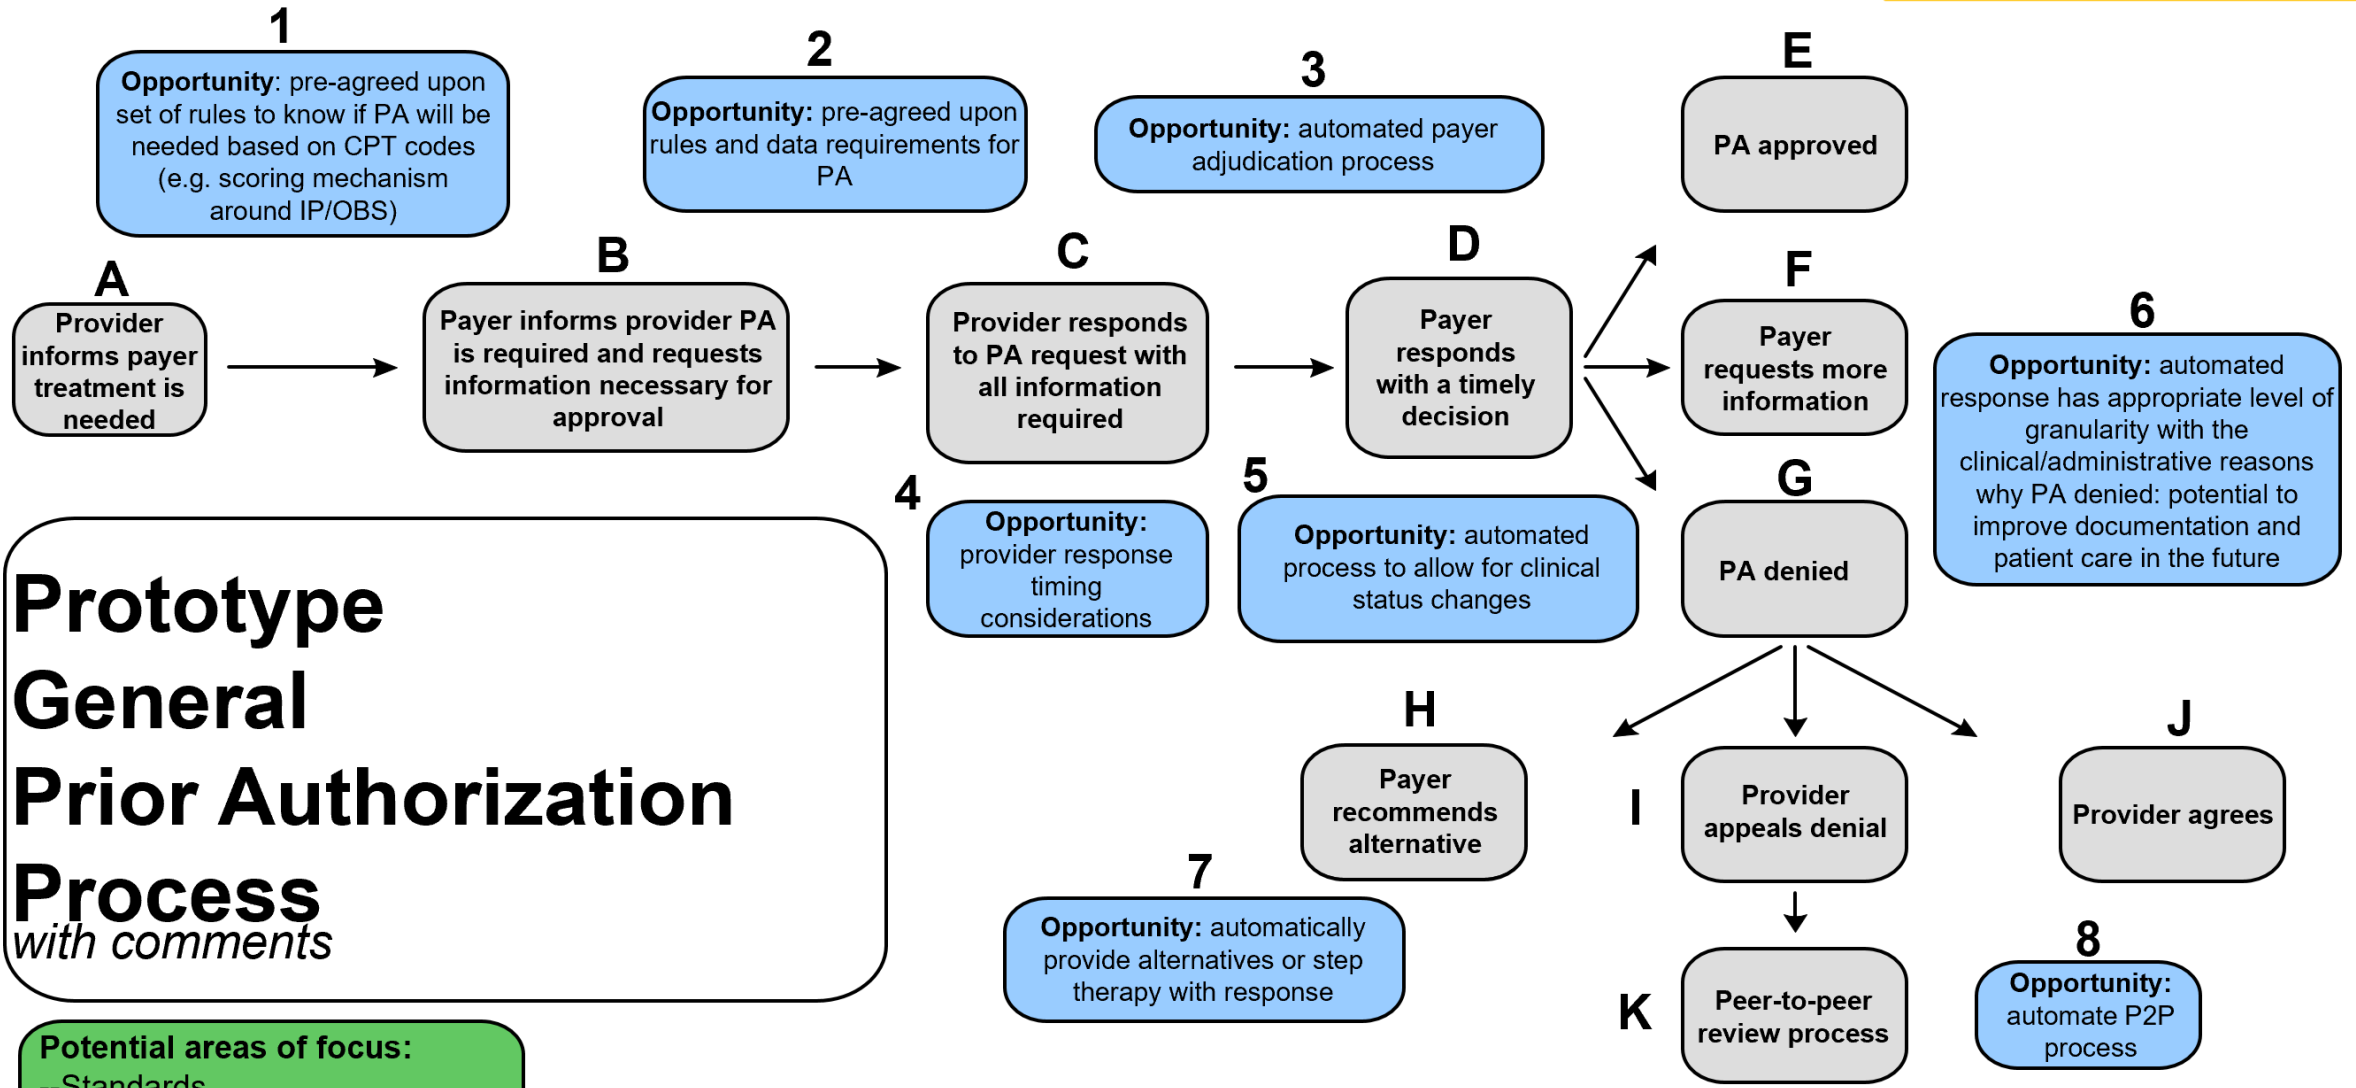 1
Opportunity: pre-agreed upon
set of rules to know if PA will be
needed based on CPT codes
(e.g. scoring mechanism
around IP/OBS)
2
Opportunity: pre-agreed upon
rules and data requirements for
PA
3
Opportunity: automated payer
adjudication process
E
PA approved
A
Provider
informs payer
treatment is
needed
B
Payer informs provider PA
is required and requests
information necessary for
approval
C
Provider responds
to PA request with
all information
required
D
Payer
responds
with a timely
decision
F
Payer
requests more
information
6
Opportunity: automated
response has appropriate level of
granularity with the
clinical/administrative reasons
why PA denied: potential to
improve documentation and
patient care in the future
4
Opportunity:
provider response
timing
considerations
5
Opportunity: automated
process to allow for clinical
status changes
G
PA denied
Prototype
General
Prior Authorization
Process
with comments
H
Payer
recommends
alternative
I
Provider
appeals denial
J
Provider agrees
7
Opportunity: automatically
provide alternatives or step
therapy with response
K
Peer-to-peer
review process
8
Opportunity:
automate P2P
process
Potential areas of focus:
--Standards